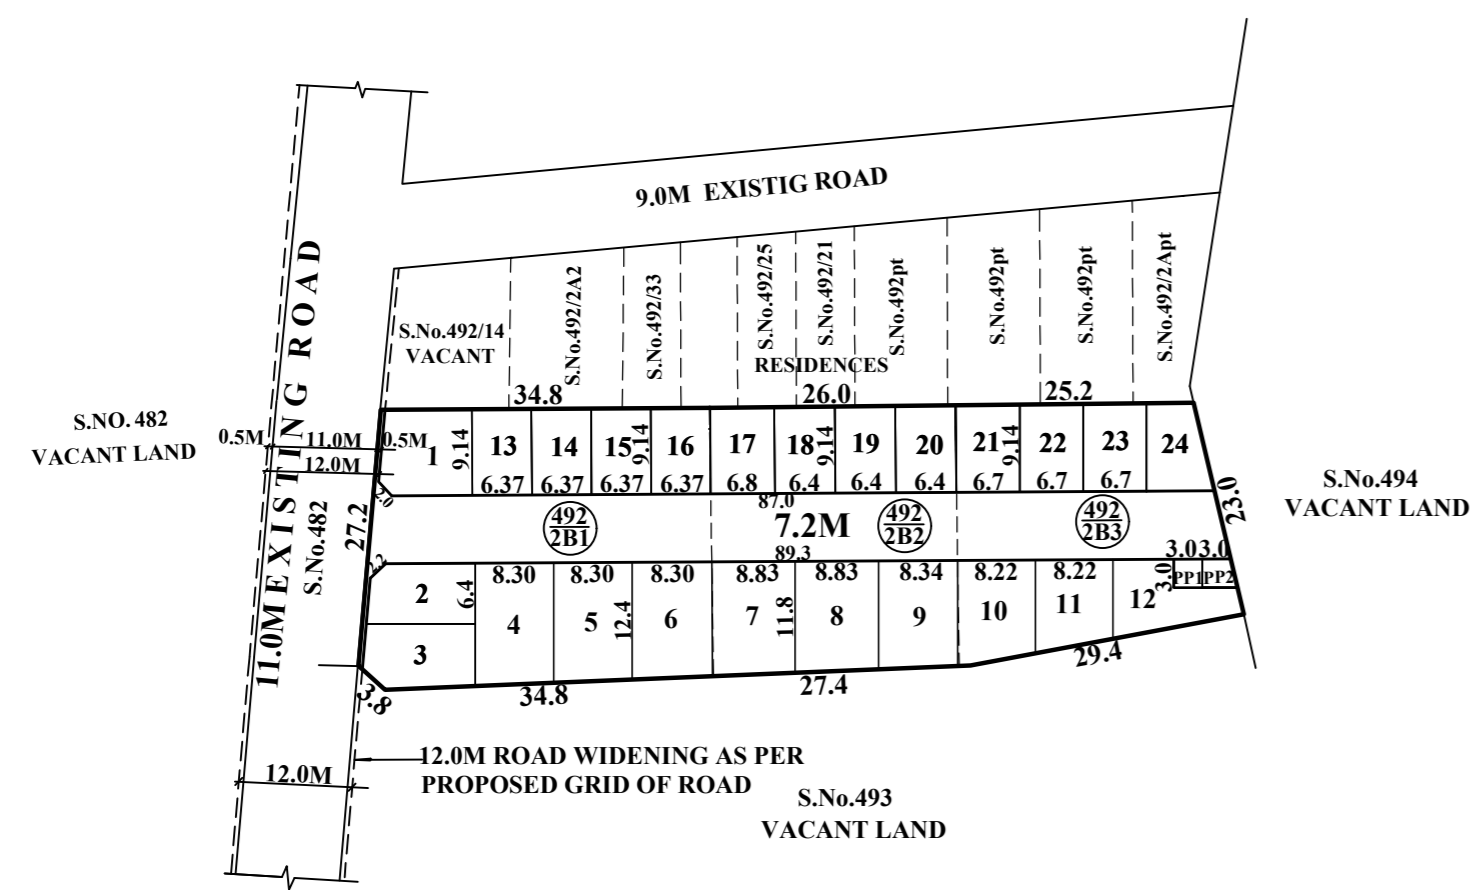 9.0M EXISTIG ROAD
11.0M EXISTING ROAD
S.No.492/14
VACANT
S.No.492/2A2
S.No.492/33
S.No.492/25
S.No.492/21
S.No.492pt
S.No.492pt
S.No.492pt
S.No.492/2Apt
RESIDENCES
34.8
26.0
25.2
S.NO. 482
VACANT LAND
0.5M
11.0M
0.5M
12.0M
1
9.14
13
14
15
9.14
16
17
18
9.14
19
20
21
9.14
22
23
24
6.37
6.37
6.37
6.37
6.8
6.4
6.4
6.4
6.7
6.7
6.7
2.0
87.0
S.No.482
27.2
492
2B1
7.2M
492
2B2
492
2B3
23.0
S.No.494
VACANT LAND
89.3
2.2
3.0
3.0
8.30
8.30
8.30
8.83
8.83
8.34
8.22
8.22
3.0
PP1
PP2
2
6.4
3
4
5
12.4
6
7
11.8
8
9
10
11
12
3.8
34.8
27.4
29.4
12.0M ROAD WIDENING AS PER
PROPOSED GRID OF ROAD
12.0M
S.No.493
VACANT LAND